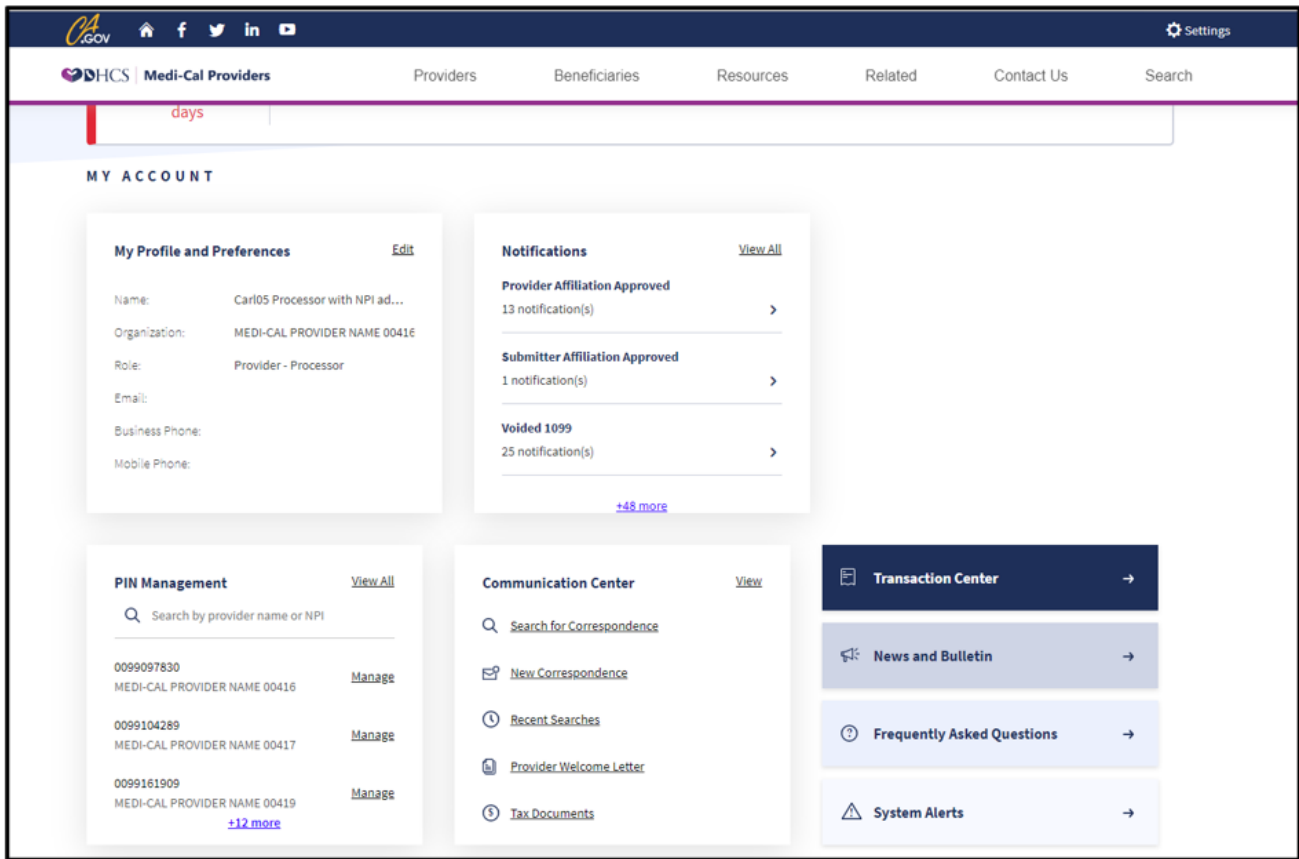 CA.GOV f in Settings
DHCS Medi-Cal Providers Providers Beneficiaries Resources Related Contact Us Search
days
MY ACCOUNT
My Profile and Preferences Edit
Name: Carl05 Processor with NPI ad...
Organization: MEDI-CAL PROVIDER NAME 00416
Role: Provider - Processor
Email:
Business Phone:
Mobile Phone:
Notifications View All
Provider Affiliation Approved
13 notification(s)
Submitter Affiliation Approved
1 notification(s)
Voided 1099
25 notification(s)
+48 more
PIN Management View All
Search by provider name or NPI
0099097830
MEDI-CAL PROVIDER NAME 00416
Manage
0099104289
MEDI-CAL PROVIDER NAME 00417
Manage
0099161909
MEDI-CAL PROVIDER NAME 00419
Manage
+12 more
Communication Center View
Search for Correspondence
New Correspondence
Recent Searches
Provider Welcome Letter
Tax Documents
Transaction Center
News and Bulletin
Frequently Asked Questions
System Alerts